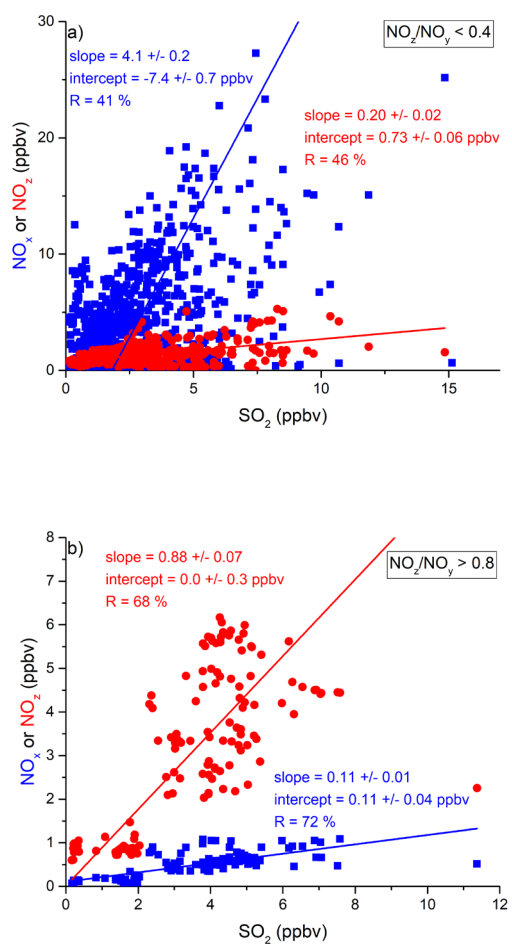 a)
NOz/NOy < 0.4
slope = 4.1 +/- 0.2
intercept = -7.4 +/- 0.7 ppbv
R = 41 %
slope = 0.20 +/- 0.02
intercept = 0.73 +/- 0.06 ppbv
R = 46 %
NOx or NOz (ppbv)
30
20
10
0
0
5
10
15
SO2 (ppbv)
b)
NOz/NOy > 0.8
slope = 0.88 +/- 0.07
intercept = 0.0 +/- 0.3 ppbv
R = 68 %
slope = 0.11 +/- 0.01
intercept = 0.11 +/- 0.04 ppbv
R = 72 %
NOx or NOz (ppbv)
8
7
6
5
4
3
2
1
0
0
2
4
6
8
10
12
SO2 (ppbv)